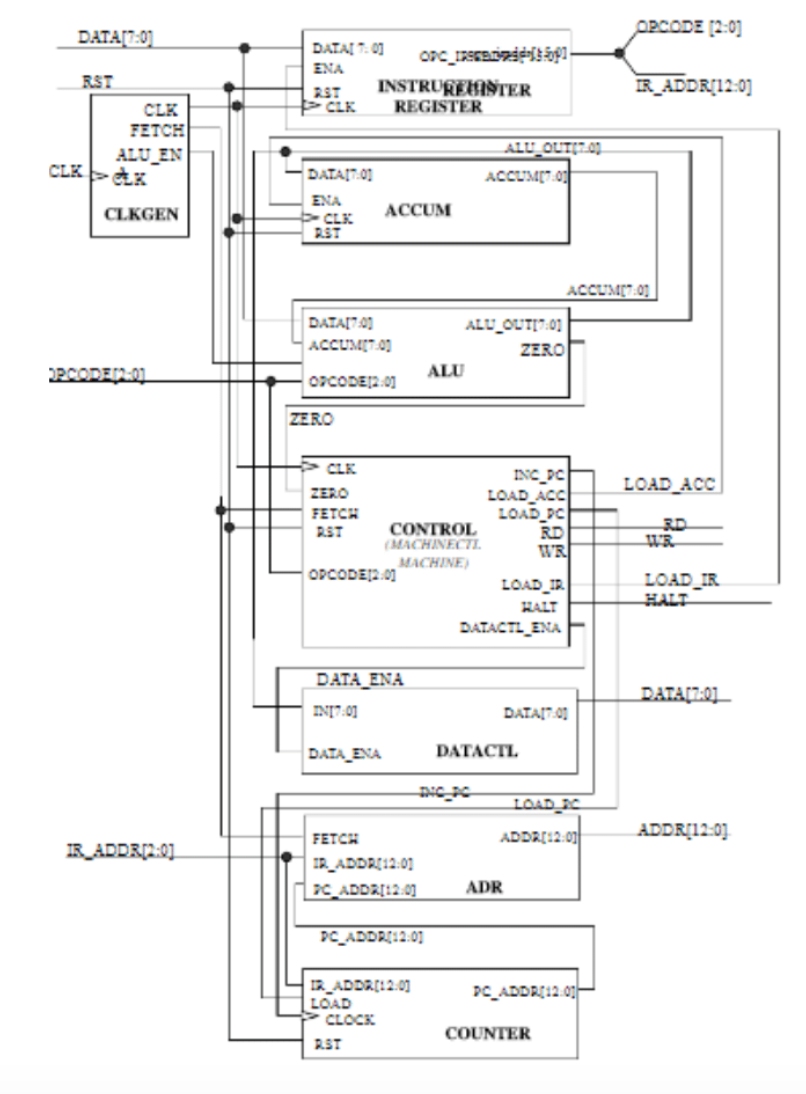 DATA[7:0]
RST
CLK
FETCH
ALU_EN
CLK
CLK
CLKGEN
DATA[ 7: 0]
ENA
RST
CLK
INSTRUCTION
REGISTER
REGISTER
OPCODE [2:0]
IR_ADDR[12:0]
ALU_OUT[7:0]
DATA[7:0]
ACCUM[7:0]
ENA
ACCUM
CLK
RST
ACCUM[7:0]
DATA[7:0]
ALU_OUT[7:0]
ACCUM[7:0]
ZERO
ALU
OPCODE[2:0]
OPCODE[2:0]
ZERO
CLK
INC_PC
ZERO
LOAD_ACC
LOAD_ACC
FETCH
LOAD_PC
RST
CONTROL
RD
RD
(MACHINECTL
WR
WR
MACHINE)
OPCODE[2:0]
LOAD_IR
LOAD_IR
HALT
HALT
DATACTL_ENA
DATA_ENA
IN[7:0]
DATA[7:0]
DATA[7:0]
DATA_ENA
DATACTL
INC_PC
LOAD_PC
FETCH
ADDR[12:0]
ADDR[12:0]
IR_ADDR[2:0]
IR_ADDR[12:0]
PC_ADDR[12:0]
ADR
PC_ADDR[12:0]
IR_ADDR[12:0]
PC_ADDR[12:0]
LOAD
CLOCK
COUNTER
RST